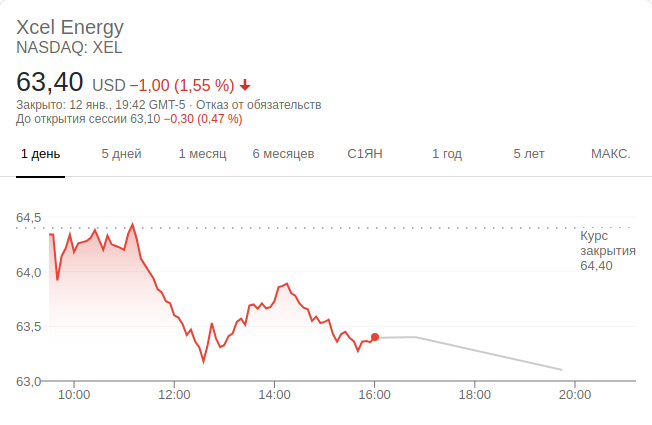 Xcel Energy
NASDAQ: XEL
63,40 USD −1,00 (1,55 %)
Закрыто: 12 янв., 19:42 GMT-5 · Отказ от обязательств
До открытия сессии 63,10 −0,30 (0,47 %)
1 день 5 дней 1 месяц 6 месяцев С1ЯН 1 год 5 лет МАКС.
64,5
Курс
закрытия
64,40
64,0
63,5
63,0
10:00 12:00 14:00 16:00 18:00 20:00